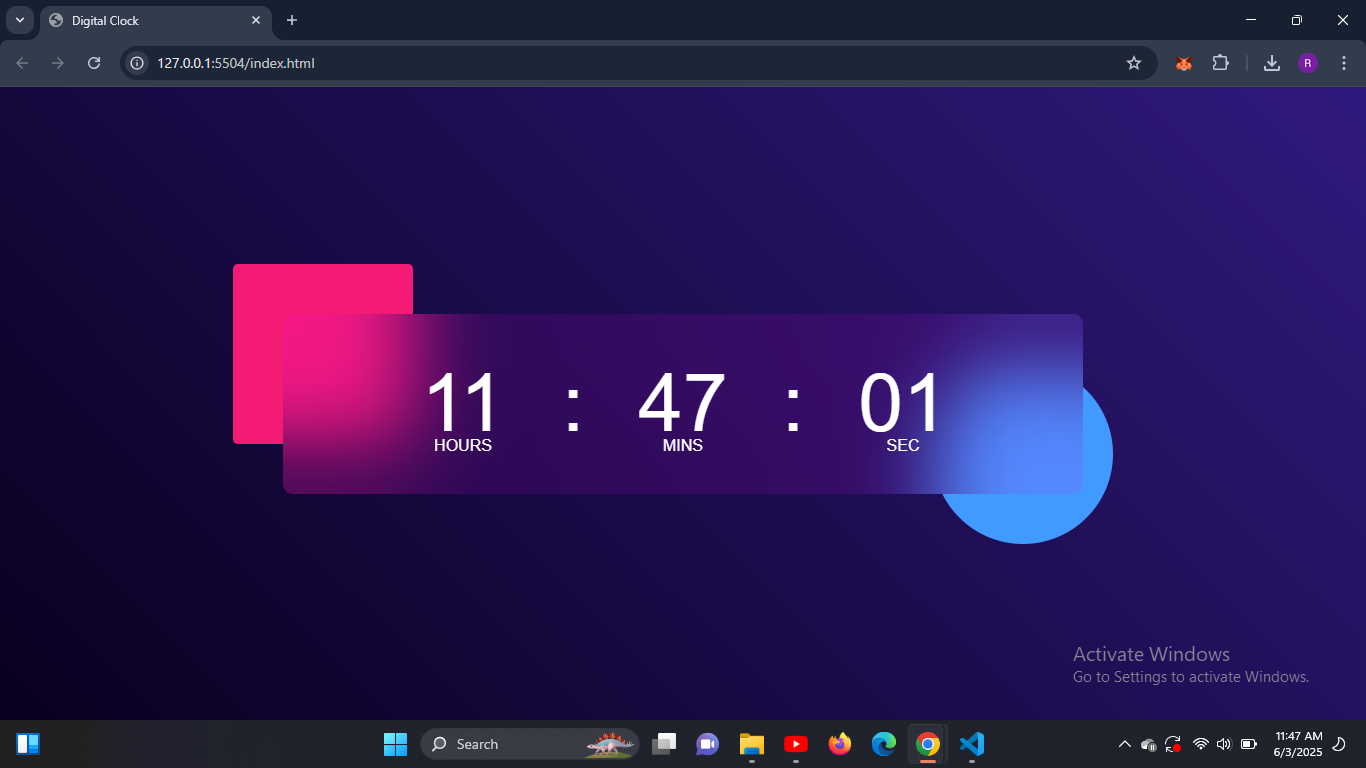 Digital Clock
127.0.0.1:5504/index.html
R
11 : 47 : 01
HOURS MINS SEC
Activate Windows
Go to Settings to activate Windows.
Search
11:47 AM
6/3/2025